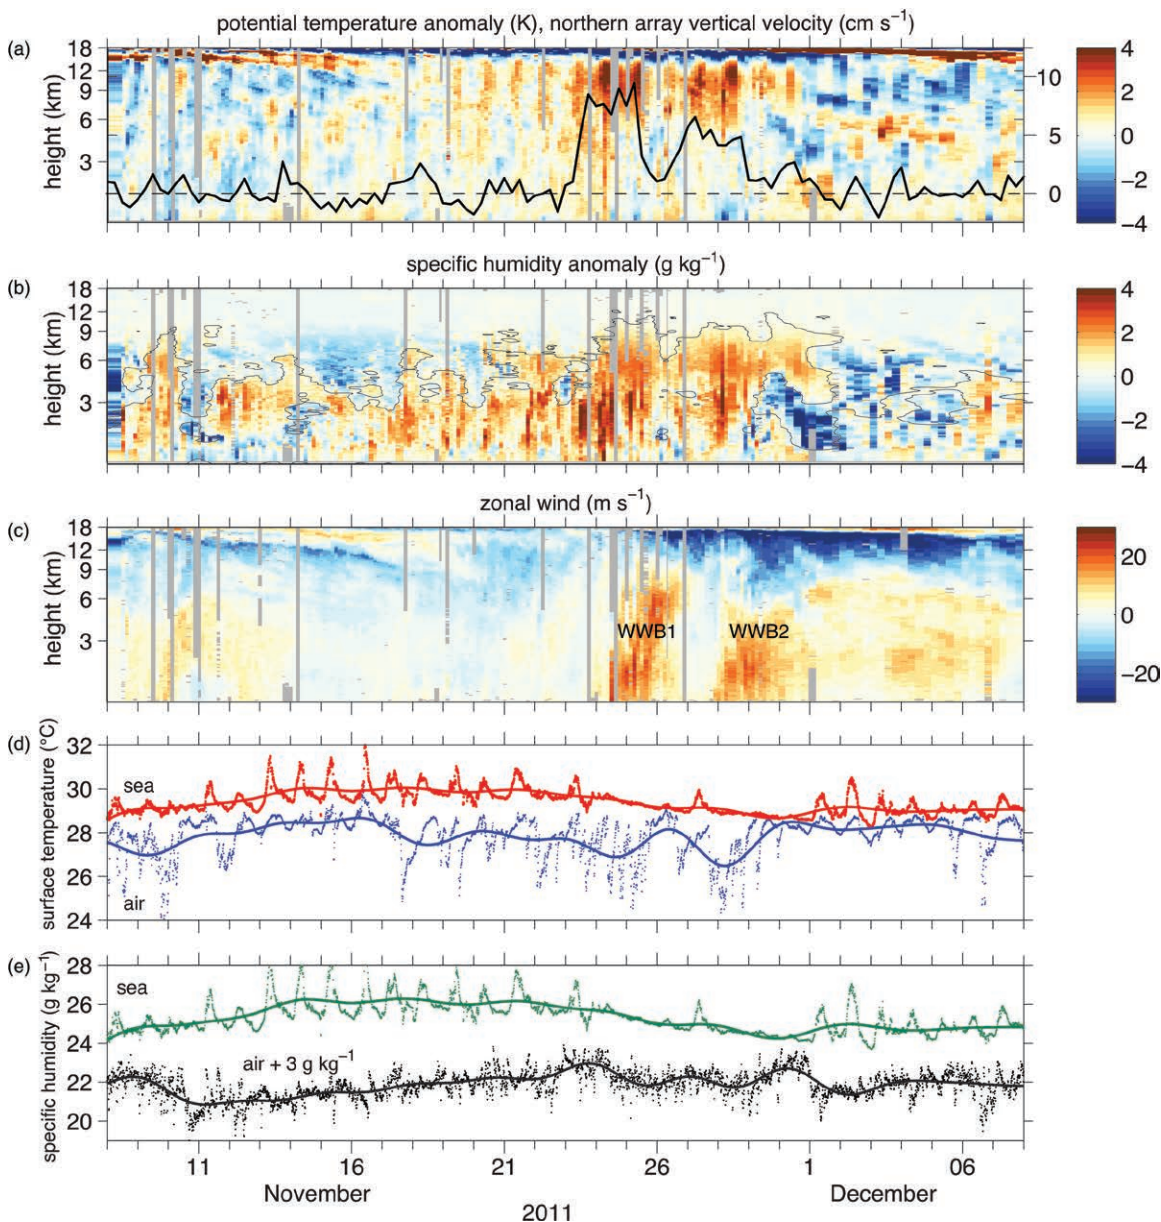 potential temperature anomaly (K), northern array vertical velocity (cm s⁻¹)
(a)
18
12
9
6
3
height (km)
10
5
0
4
2
0
−2
−4
specific humidity anomaly (g kg⁻¹)
(b)
18
12
9
6
3
height (km)
4
2
0
−2
−4
zonal wind (m s⁻¹)
(c)
18
12
9
6
3
height (km)
WWB1
WWB2
20
0
−20
(d)
32
30
28
26
24
surface temperature (°C)
sea
air
(e)
28
26
24
22
20
specific humidity (g kg⁻¹)
sea
air + 3 g kg⁻¹
11
16
21
26
1
06
November
December
2011